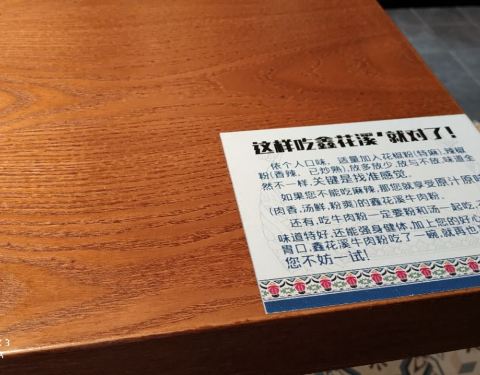 这样吃鑫花溪，就对了！
依个人口味，适量加入花椒粉(特麻)、辣椒
粉(香辣，已炒熟)，放多放少，放与不放，味道全
然不一样，关键是找准感觉。
如果您不能吃麻辣，那您就享受原汁原味
(肉香，汤鲜，粉爽)的鑫花溪牛肉粉。
还有，吃牛肉粉一定要粉和汤一起吃，
味道特好，还能强身健体，加上您的好心
胃口，鑫花溪牛肉粉吃了一碗，就再也
您不妨一试！